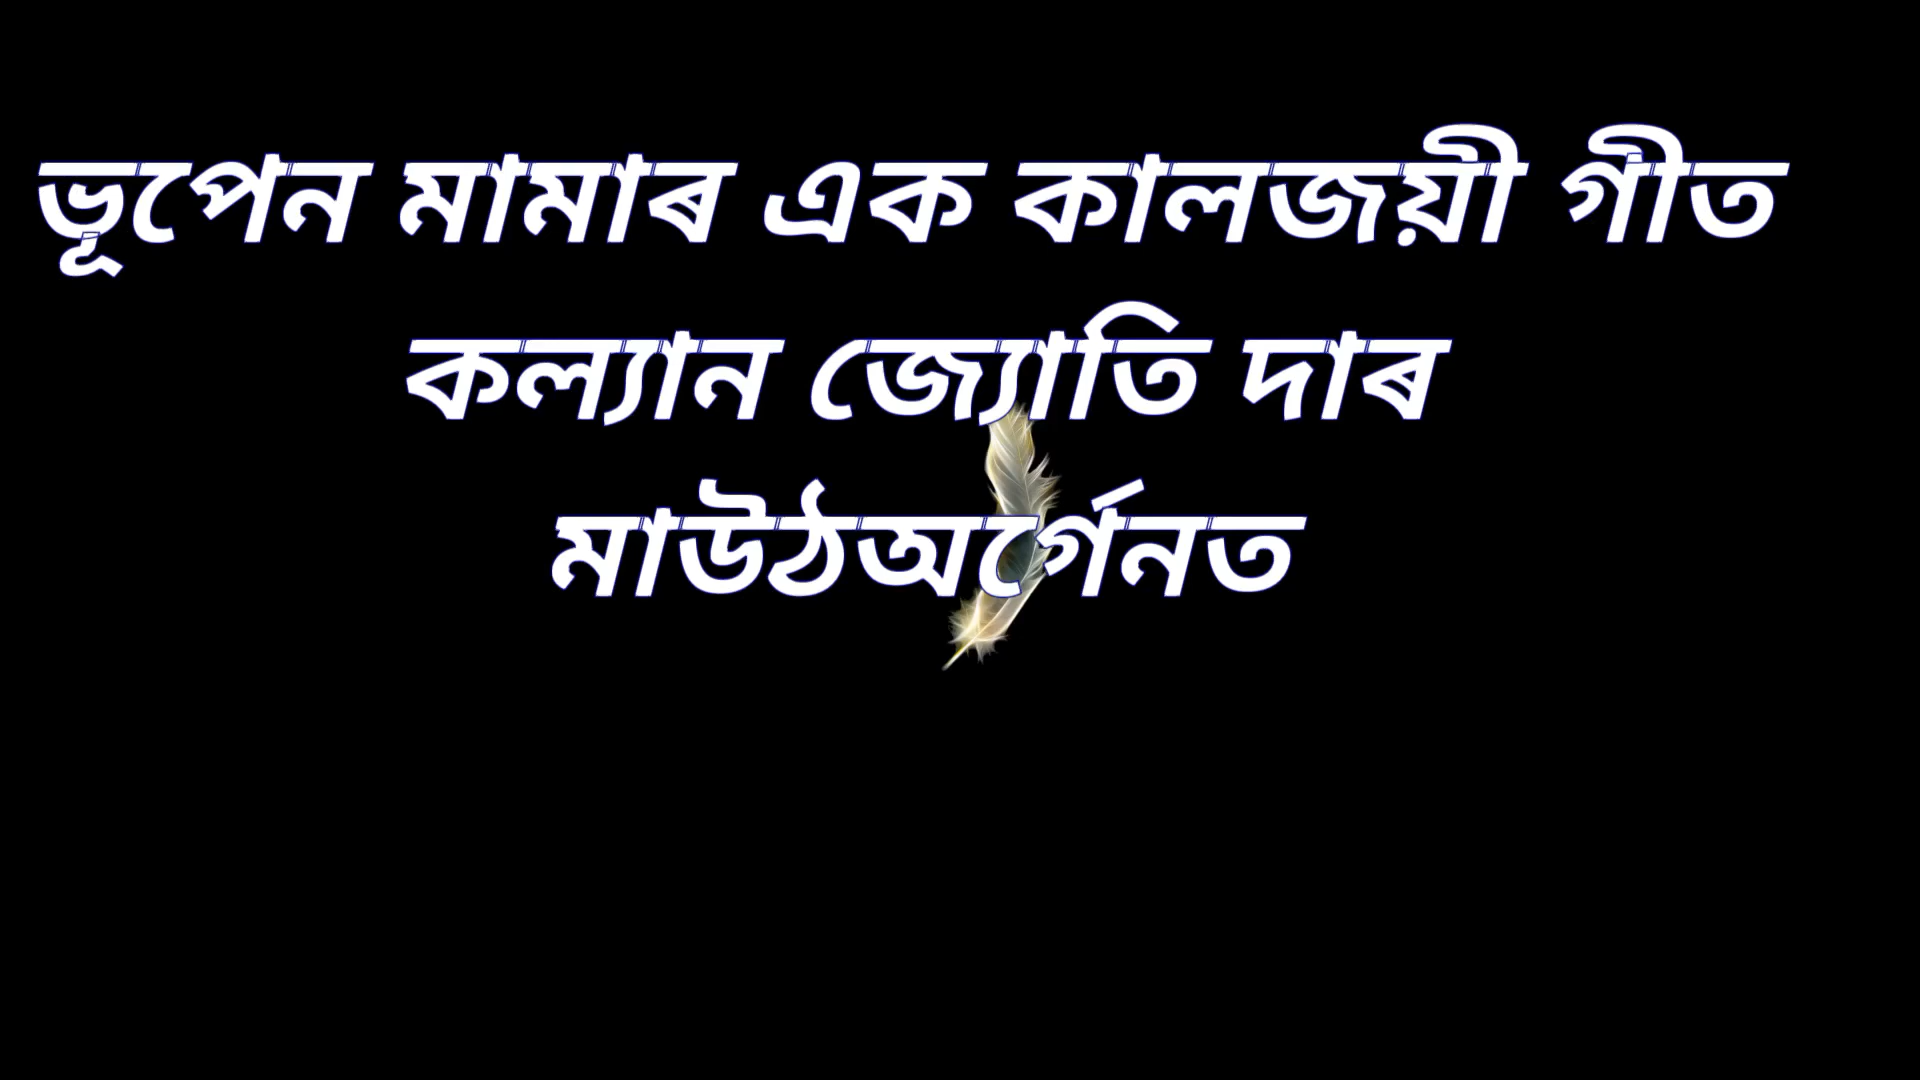 ভূপেন মামাৰ এক কালজয়ী গীত
কল্যান জ্যোতি দাৰ
মাউঠঅৰ্গেনত